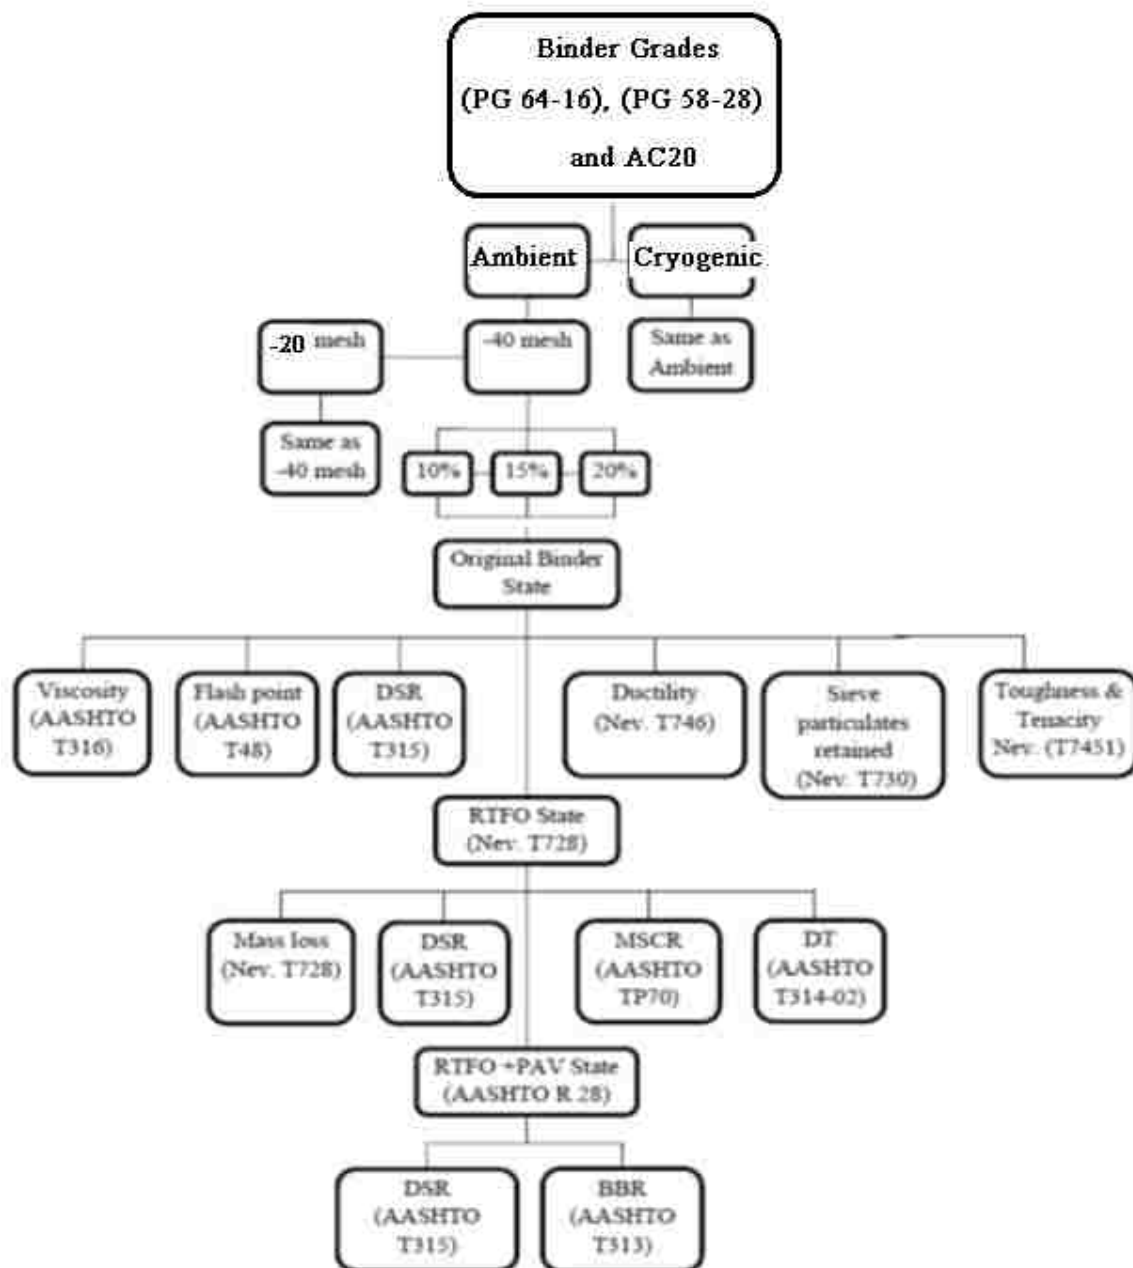 Binder Grades
(PG 64-16), (PG 58-28)
and AC20
Ambient
Cryogenic
-20 mesh
-40 mesh
Same as
Ambient
Same as
-40 mesh
10%
15%
20%
Original Binder
State
Viscosity
(AASHTO
T316)
Flash point
(AASHTO
T48)
DSR
(AASHTO
T315)
Ductility
(Nev. T746)
Sieve
particulates
retained
(Nev. T730)
Toughness &
Tenacity
Nev. (T7451)
RTFO State
(Nev. T728)
Mass loss
(Nev. T728)
DSR
(AASHTO
T315)
MSCR
(AASHTO
TP70)
DT
(AASHTO
T314-02)
RTFO +PAV State
(AASHTO R 28)
DSR
(AASHTO
T315)
BBR
(AASHTO
T313)